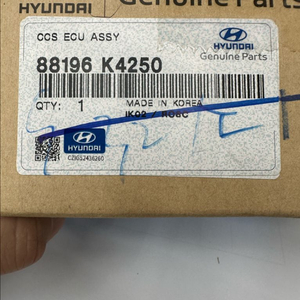 HYUNDAI
Genuine Parts
CCS ECU ASSY
HYUNDAI
Genuine Parts
88196 K4250
QTY: 1
MADE IN KOREA
HYUNDAI